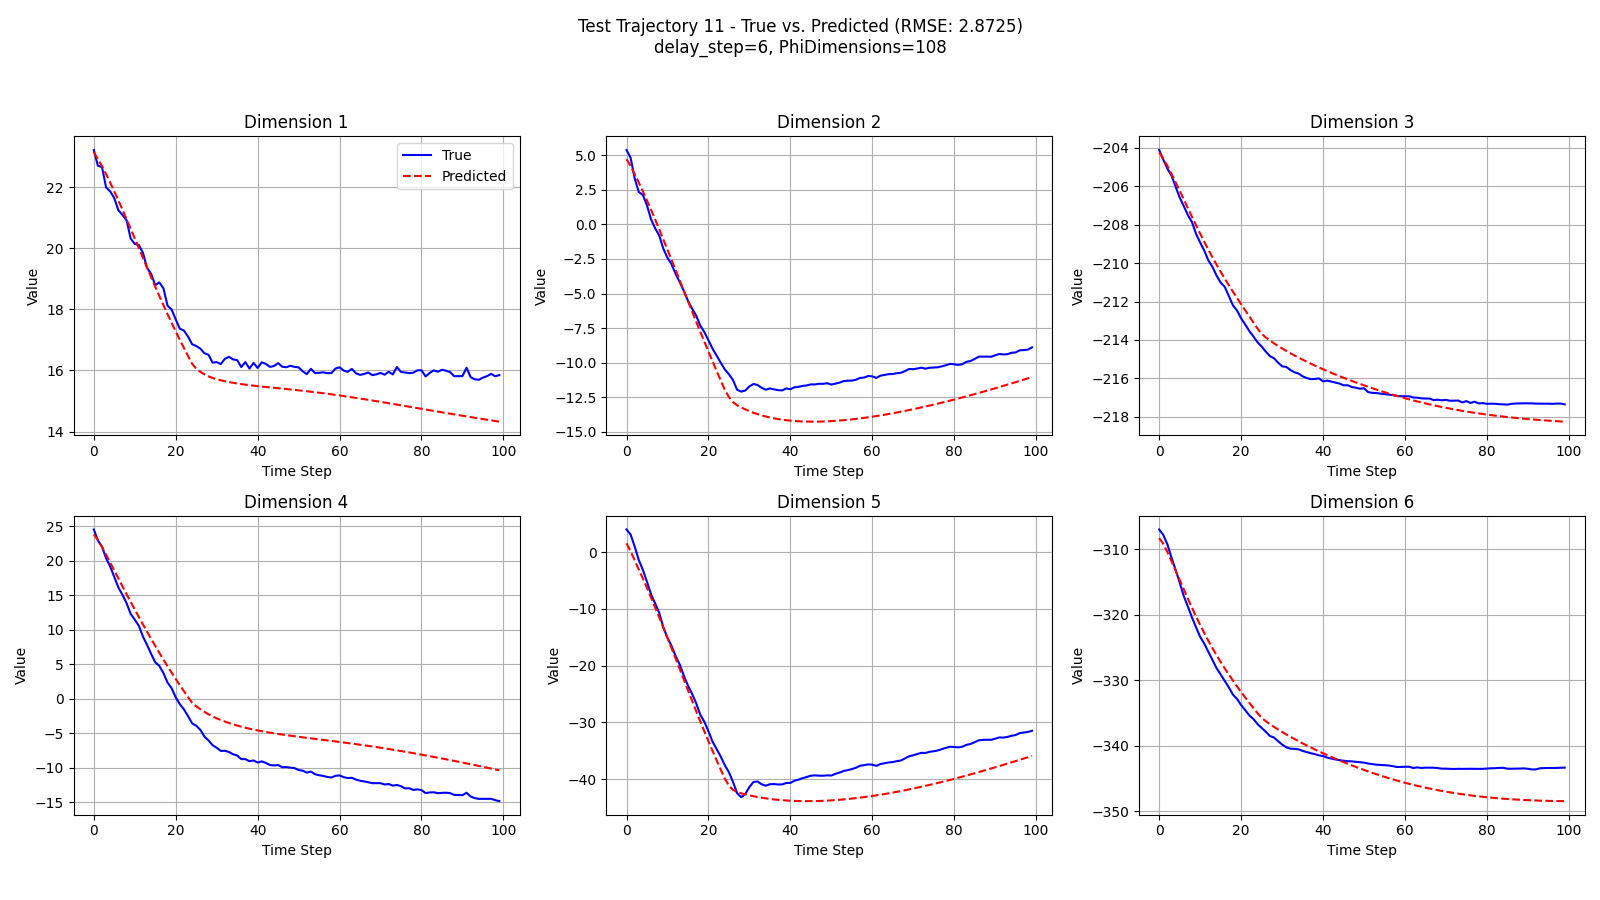 Test Trajectory 11 - True vs. Predicted (RMSE: 2.8725)
delay_step=6, PhiDimensions=108
Dimension 1
True
Predicted
Value
22
20
18
16
14
0 20 40 60 80 100
Time Step
Dimension 2
Value
5.0
2.5
0.0
−2.5
−5.0
−7.5
−10.0
−12.5
−15.0
0 20 40 60 80 100
Time Step
Dimension 3
Value
−204
−206
−208
−210
−212
−214
−216
−218
0 20 40 60 80 100
Time Step
Dimension 4
Value
25
20
15
10
5
0
−5
−10
−15
0 20 40 60 80 100
Time Step
Dimension 5
Value
0
−10
−20
−30
−40
0 20 40 60 80 100
Time Step
Dimension 6
Value
−310
−320
−330
−340
−350
0 20 40 60 80 100
Time Step